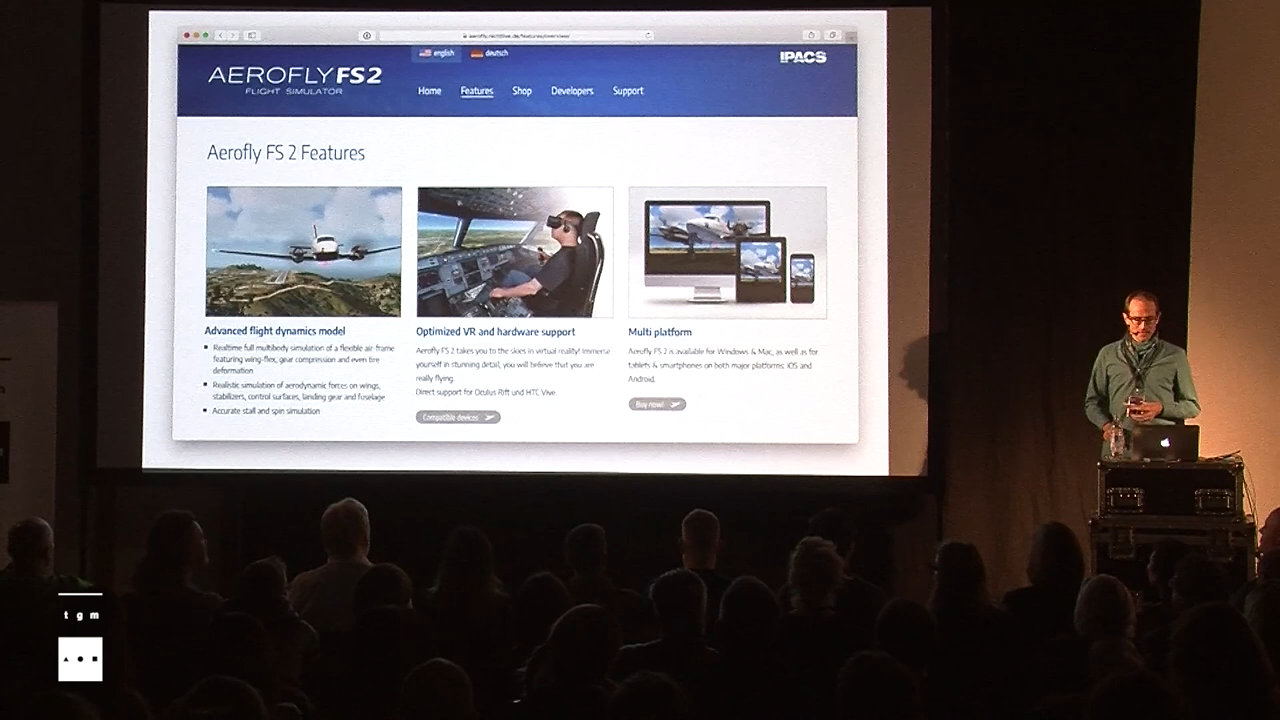 english
deutsch
IPACS
AEROFLY FS 2
FLIGHT SIMULATOR
Home
Features
Shop
Developers
Support
Aerofly FS 2 Features
Advanced flight dynamics model
Realtime full multibody simulation of a flexible air-frame
featuring wing-flex, gear compression and even tire
deformation
Realistic simulation of aerodynamic forces on wings,
stabilizers, control surfaces, landing gear and fuselage
Accurate stall and spin simulation
Optimized VR and hardware support
Aerofly FS 2 takes you to the skies in virtual reality! Immerse
yourself in stunning detail, you will believe that you are
really flying.
Direct support for Oculus Rift und HTC Vive.
Compatible devices
Multi platform
Aerofly FS 2 is available for Windows & Mac, as well as for
tablets & smartphones on both major platforms: iOS and
Android.
Buy now!
t g m